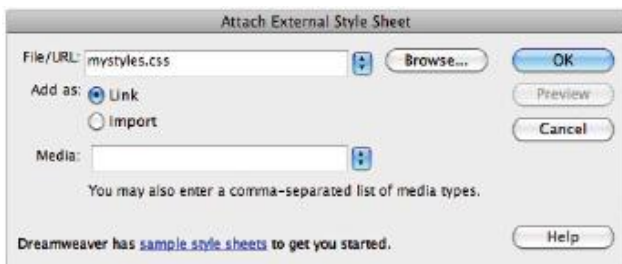 Attach External Style Sheet
File/URL: mystyles.css Browse... OK
Add as: Link Preview
Import Cancel
Media:
You may also enter a comma-separated list of media types.
Dreamweaver has sample style sheets to get you started. Help